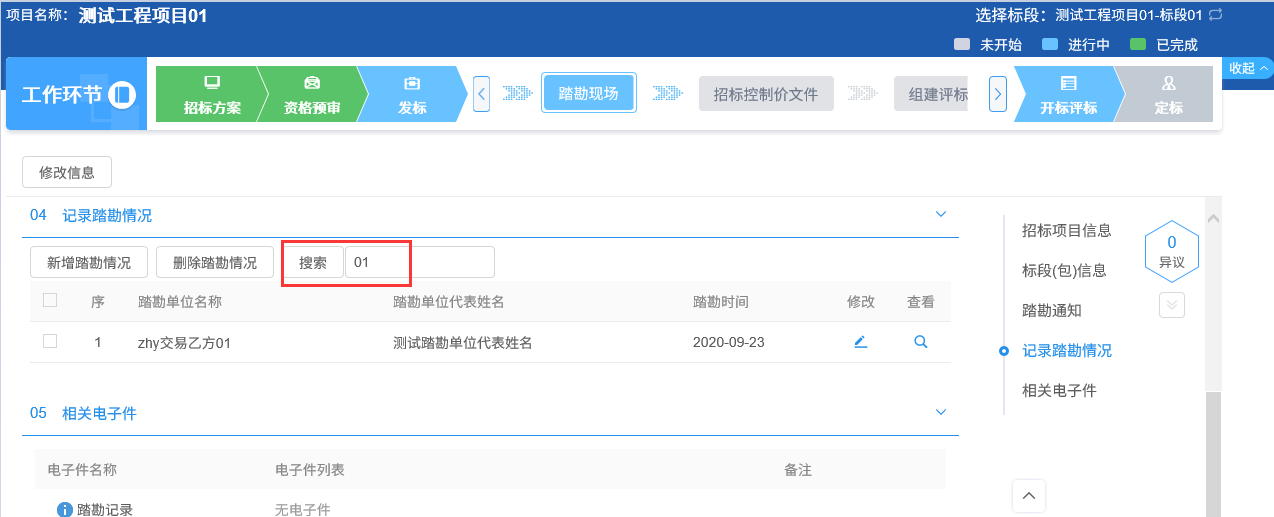 项目名称： 测试工程项目01
选择标段： 测试工程项目01-标段01
未开始 进行中 已完成
收起
工作环节
招标方案 资格预审 发标 踏勘现场 招标控制价文件 组建评标 开标评标 定标
修改信息
04 记录踏勘情况
新增踏勘情况 删除踏勘情况 搜索 01
序 踏勘单位名称 踏勘单位代表姓名 踏勘时间 修改 查看
1 zhy交易乙方01 测试踏勘单位代表姓名 2020-09-23
05 相关电子件
电子件名称 电子件列表 备注
踏勘记录 无电子件
招标项目信息
标段(包)信息
踏勘通知
记录踏勘情况
相关电子件
0
异议